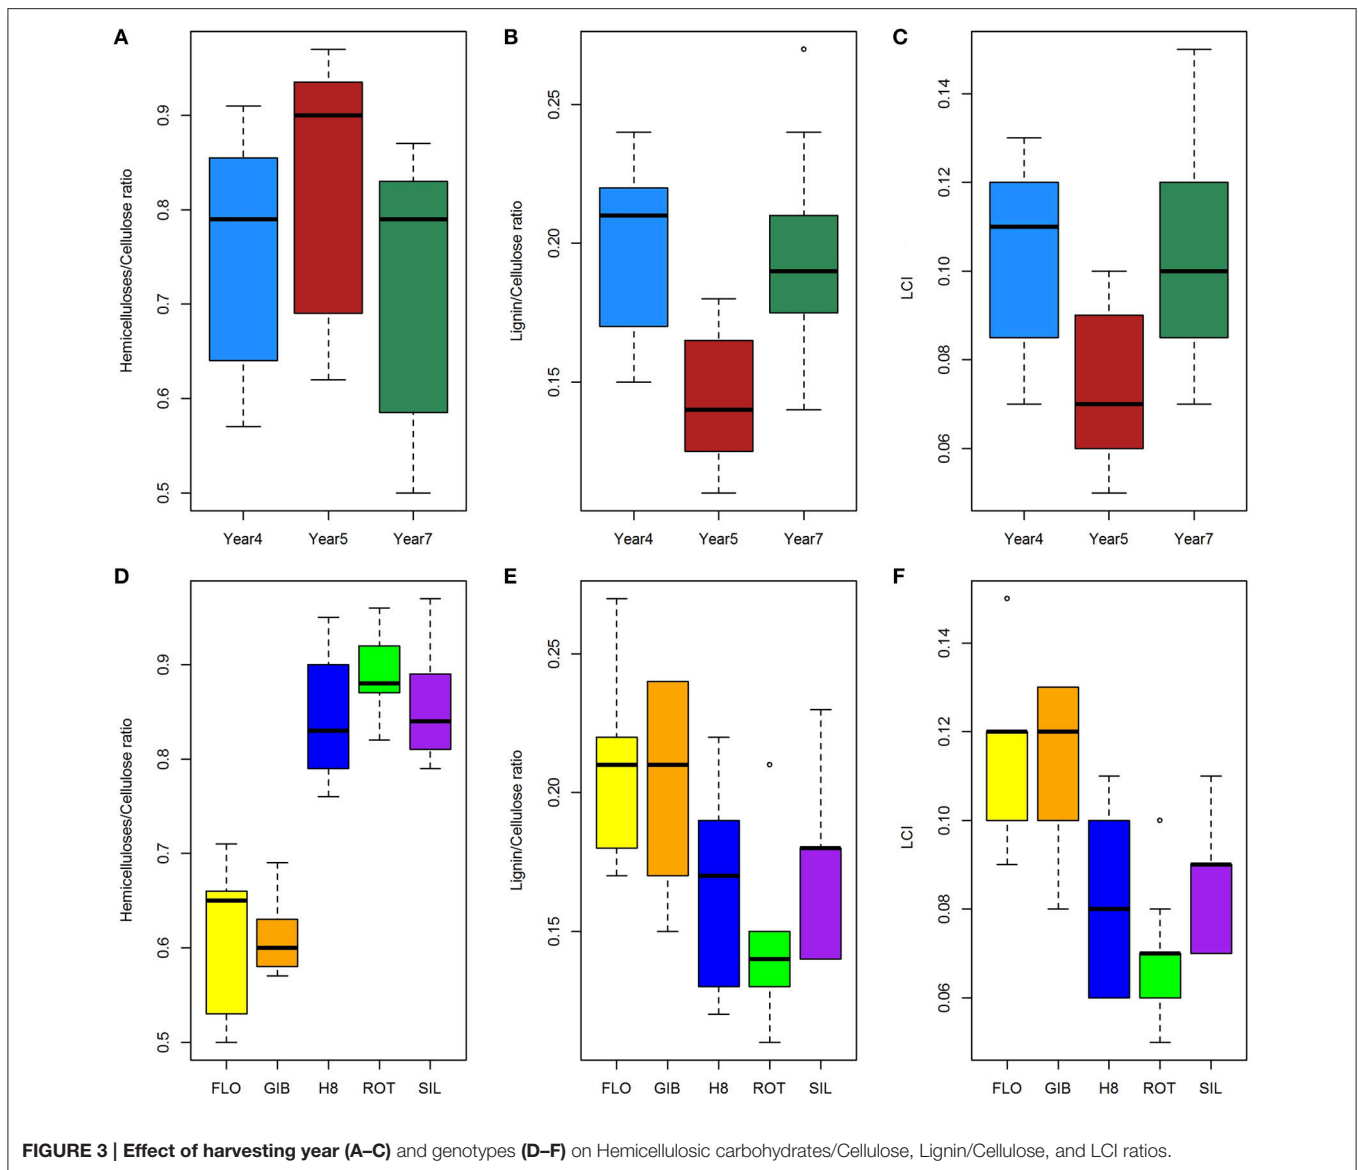 A
B
C
Hemicelluloses/Cellulose ratio
0.5
0.6
0.7
0.8
0.9
Year4 Year5 Year7
Lignin/Cellulose ratio
0.15
0.20
0.25
Year4 Year5 Year7
LCI
0.06
0.08
0.10
0.12
0.14
Year4 Year5 Year7
D
E
F
Hemicelluloses/Cellulose ratio
0.5
0.6
0.7
0.8
0.9
FLO GIB H8 ROT SIL
Lignin/Cellulose ratio
0.15
0.20
0.25
FLO GIB H8 ROT SIL
LCI
0.06
0.08
0.10
0.12
0.14
FLO GIB H8 ROT SIL
FIGURE 3 | Effect of harvesting year (A–C) and genotypes (D–F) on Hemicellulosic carbohydrates/Cellulose, Lignin/Cellulose, and LCI ratios.